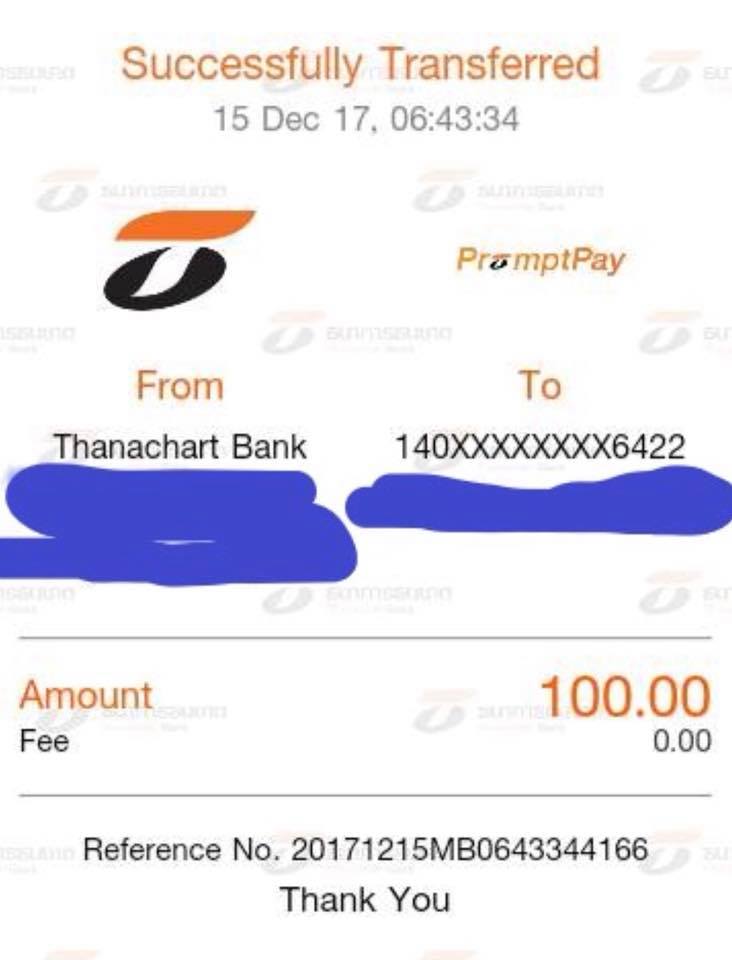 Successfully Transferred
15 Dec 17, 06:43:34
PromptPay
From
To
Thanachart Bank
140XXXXXXXX6422
Amount
100.00
Fee
0.00
Reference No. 20171215MB0643344166
Thank You